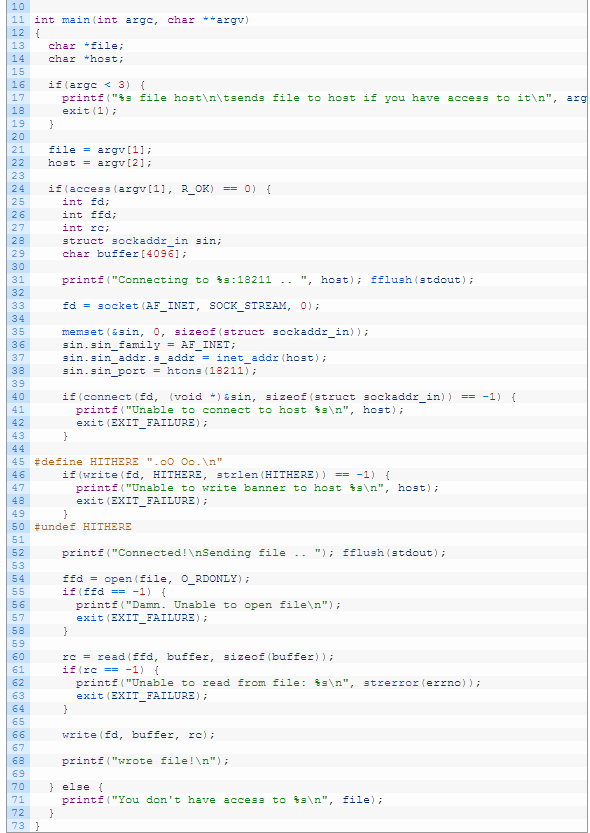 10
11 int main(int argc, char **argv)
12 {
13 char *file;
14 char *host;
15
16 if(argc < 3) {
17 printf("%s file host\n\tsends file to host if you have access to it\n", arg
18 exit(1);
19 }
20
21 file = argv[1];
22 host = argv[2];
23
24 if(access(argv[1], R_OK) == 0) {
25 int fd;
26 int ffd;
27 int rc;
28 struct sockaddr_in sin;
29 char buffer[4096];
30
31 printf("Connecting to %s:18211 .. ", host); fflush(stdout);
32
33 fd = socket(AF_INET, SOCK_STREAM, 0);
34
35 memset(&sin, 0, sizeof(struct sockaddr_in));
36 sin.sin_family = AF_INET;
37 sin.sin_addr.s_addr = inet_addr(host);
38 sin.sin_port = htons(18211);
39
40 if(connect(fd, (void *)&sin, sizeof(struct sockaddr_in)) == -1) {
41 printf("Unable to connect to host %s\n", host);
42 exit(EXIT_FAILURE);
43 }
44
45 #define HITHERE ".oO Oo.\n"
46 if(write(fd, HITHERE, strlen(HITHERE)) == -1) {
47 printf("Unable to write banner to host %s\n", host);
48 exit(EXIT_FAILURE);
49 }
50 #undef HITHERE
51
52 printf("Connected!\nSending file .. "); fflush(stdout);
53
54 ffd = open(file, O_RDONLY);
55 if(ffd == -1) {
56 printf("Damn. Unable to open file\n");
57 exit(EXIT_FAILURE);
58 }
59
60 rc = read(ffd, buffer, sizeof(buffer));
61 if(rc == -1) {
62 printf("Unable to read from file: %s\n", strerror(errno));
63 exit(EXIT_FAILURE);
64 }
65
66 write(fd, buffer, rc);
67
68 printf("wrote file!\n");
69
70 } else {
71 printf("You don't have access to %s\n", file);
72 }
73 }